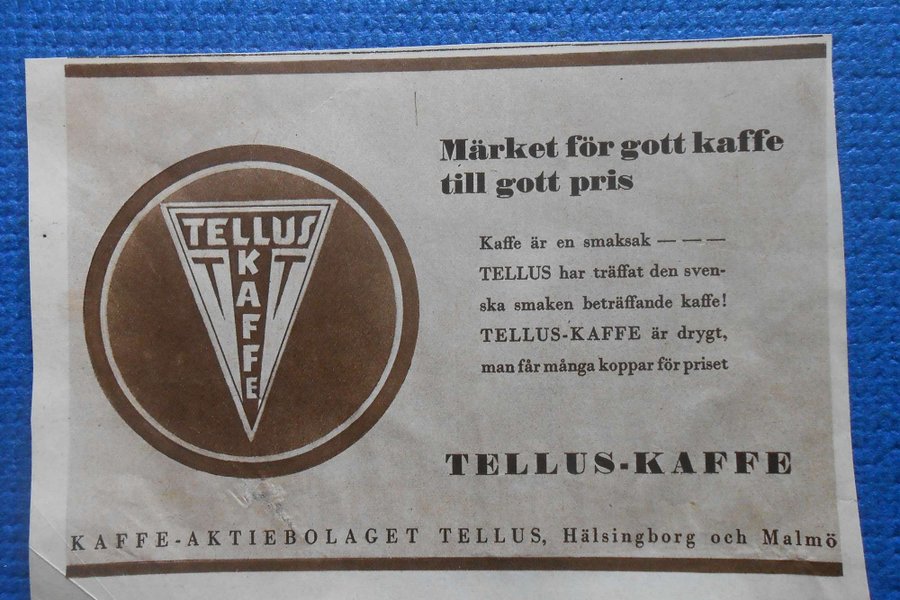 TELLUS
KAFFE
T T
Märket för gott kaffe
till gott pris
Kaffe är en smaksak — — —
TELLUS har träffat den sven-
ska smaken beträffande kaffe!
TELLUS-KAFFE är drygt,
man får många koppar för priset
TELLUS-KAFFE
KAFFE-AKTIEBOLAGET TELLUS, Hälsingborg och Malmö